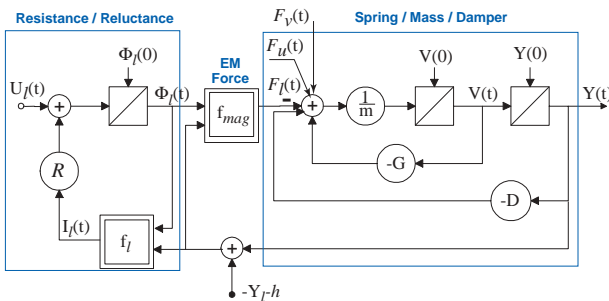 Resistance / Reluctance
Spring / Mass / Damper
F_v(t)
F_u(t)
Φ_l(0)
V(0)
Y(0)
EM
Force
U_l(t)
+
Φ_l(t)
f_mag
F_l(t)
-
+
1/m
V(t)
Y(t)
R
-G
-D
I_l(t)
f_l
+
-Y_l-h